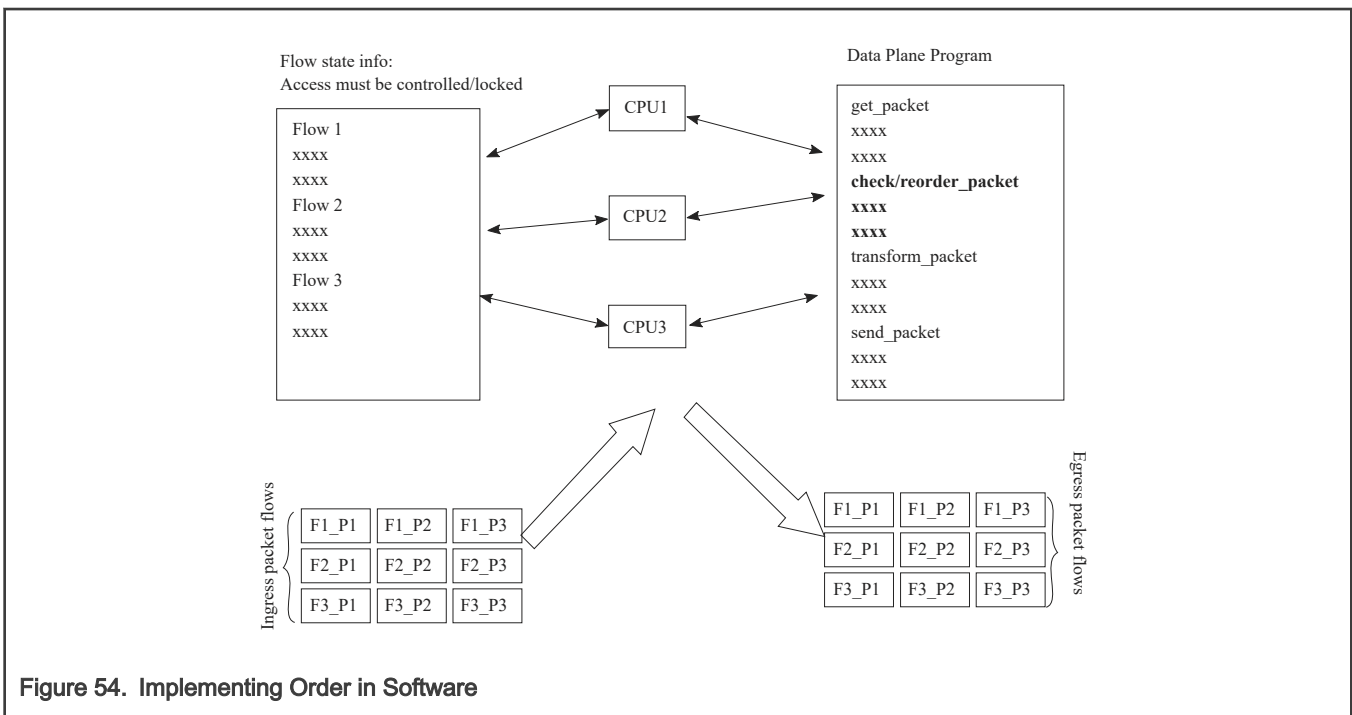 Flow state info:
Access must be controlled/locked
Flow 1
xxxx
xxxx
Flow 2
xxxx
xxxx
Flow 3
xxxx
xxxx
CPU1
CPU2
CPU3
Data Plane Program
get_packet
xxxx
xxxx
check/reorder_packet
xxxx
xxxx
transform_packet
xxxx
xxxx
send_packet
xxxx
xxxx
Ingress packet flows
F1_P1 F1_P2 F1_P3
F2_P1 F2_P2 F2_P3
F3_P1 F3_P2 F3_P3
F1_P1 F1_P2 F1_P3
F2_P1 F2_P2 F2_P3
F3_P1 F3_P2 F3_P3
Egress packet flows
Figure 54. Implementing Order in Software